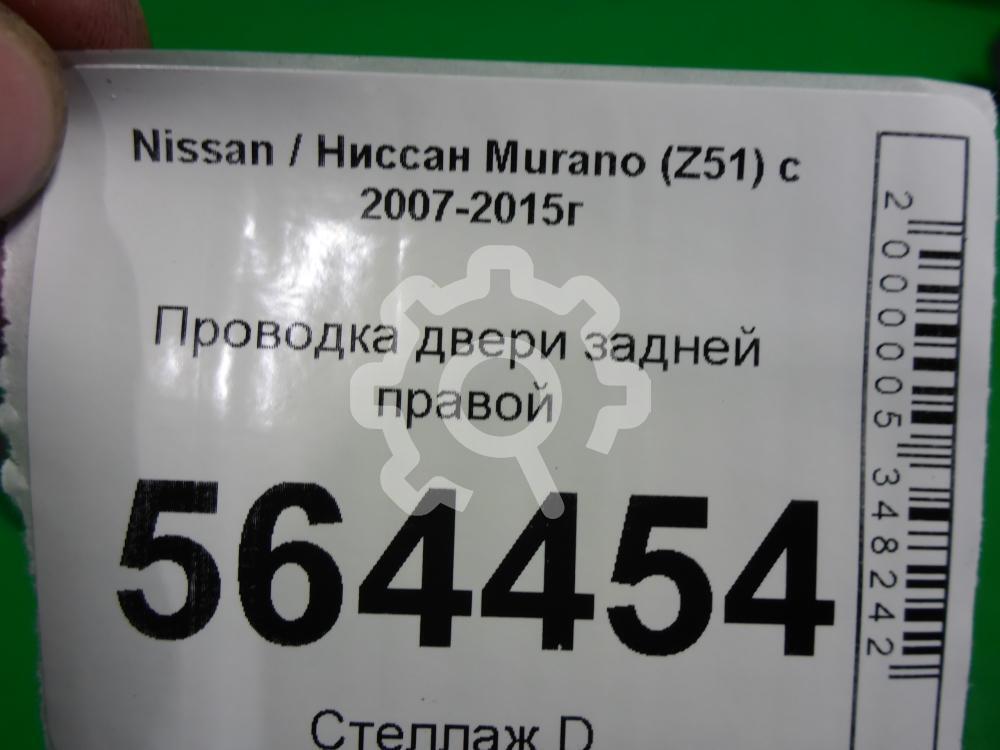 Nissan / Ниссан Murano (Z51) с
2007-2015г
Проводка двери задней
правой
564454
Стеллаж D
2000005348242